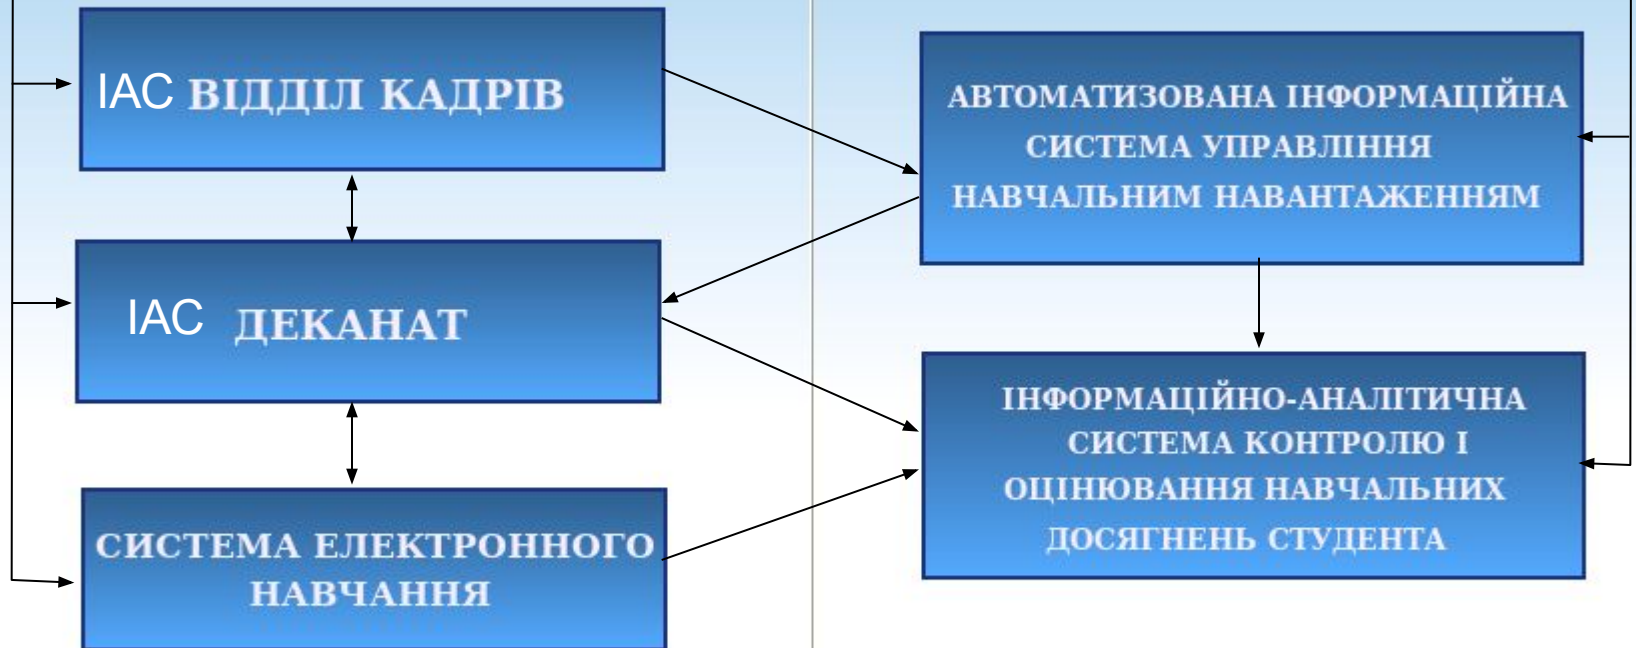 ІАС ВІДДІЛ КАДРІВ
ІАС ДЕКАНАТ
СИСТЕМА ЕЛЕКТРОННОГО
НАВЧАННЯ
АВТОМАТИЗОВАНА ІНФОРМАЦІЙНА
СИСТЕМА УПРАВЛІННЯ
НАВЧАЛЬНИМ НАВАНТАЖЕННЯМ
ІНФОРМАЦІЙНО-АНАЛІТИЧНА
СИСТЕМА КОНТРОЛЮ І
ОЦІНЮВАННЯ НАВЧАЛЬНИХ
ДОСЯГНЕНЬ СТУДЕНТА